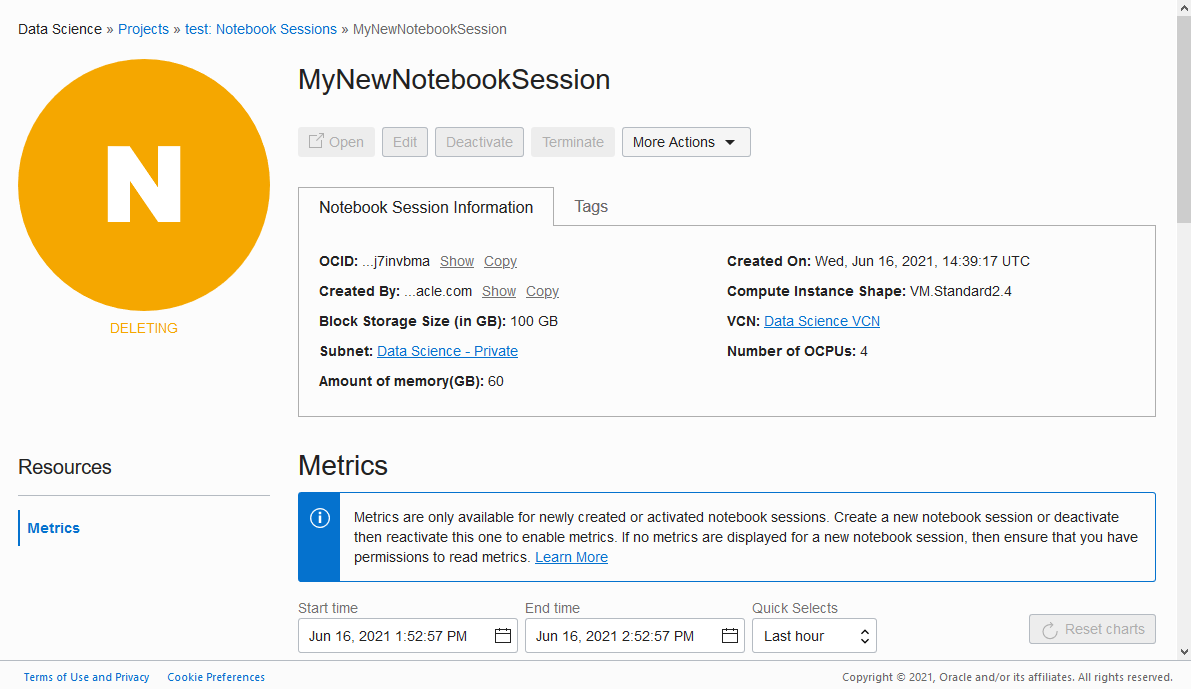 Data Science » Projects » test: Notebook Sessions » MyNewNotebookSession
N
DELETING
MyNewNotebookSession
Open Edit Deactivate Terminate More Actions
Notebook Session Information Tags
OCID: ...j7invbma Show Copy
Created By: ...acle.com Show Copy
Block Storage Size (in GB): 100 GB
Subnet: Data Science - Private
Amount of memory(GB): 60
Created On: Wed, Jun 16, 2021, 14:39:17 UTC
Compute Instance Shape: VM.Standard2.4
VCN: Data Science VCN
Number of OCPUs: 4
Resources
Metrics
Metrics
Metrics are only available for newly created or activated notebook sessions. Create a new notebook session or deactivate
then reactivate this one to enable metrics. If no metrics are displayed for a new notebook session, then ensure that you have
permissions to read metrics. Learn More
Start time End time Quick Selects
Jun 16, 2021 1:52:57 PM Jun 16, 2021 2:52:57 PM Last hour Reset charts
Terms of Use and Privacy Cookie Preferences Copyright © 2021, Oracle and/or its affiliates. All rights reserved.